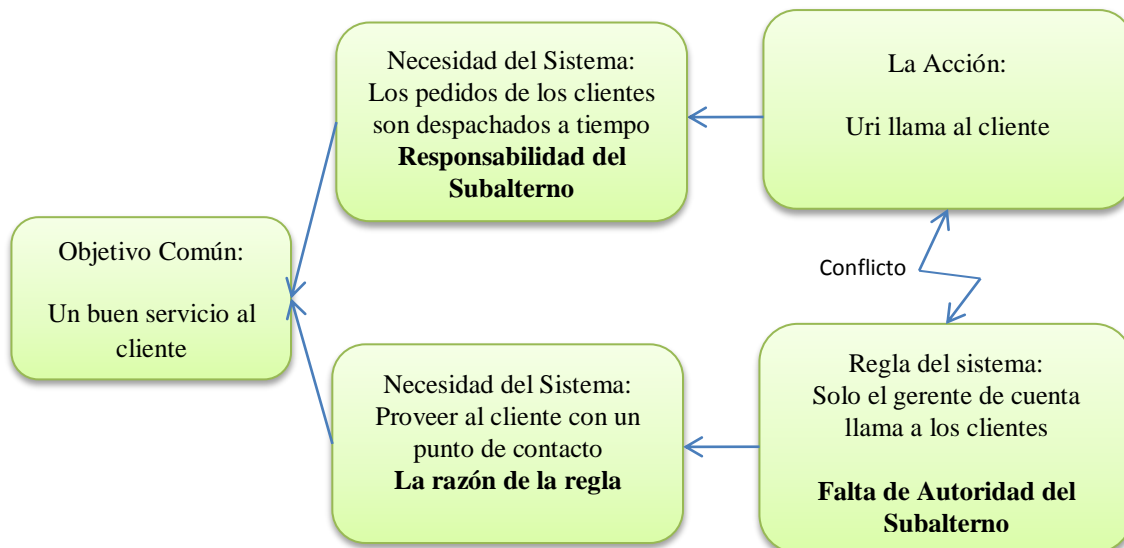 Necesidad del Sistema:
Los pedidos de los clientes
son despachados a tiempo
Responsabilidad del
Subalterno
La Acción:
Uri llama al cliente
Objetivo Común:
Un buen servicio al
cliente
Conflicto
Necesidad del Sistema:
Proveer al cliente con un
punto de contacto
La razón de la regla
Regla del sistema:
Solo el gerente de cuenta
llama a los clientes
Falta de Autoridad del
Subalterno